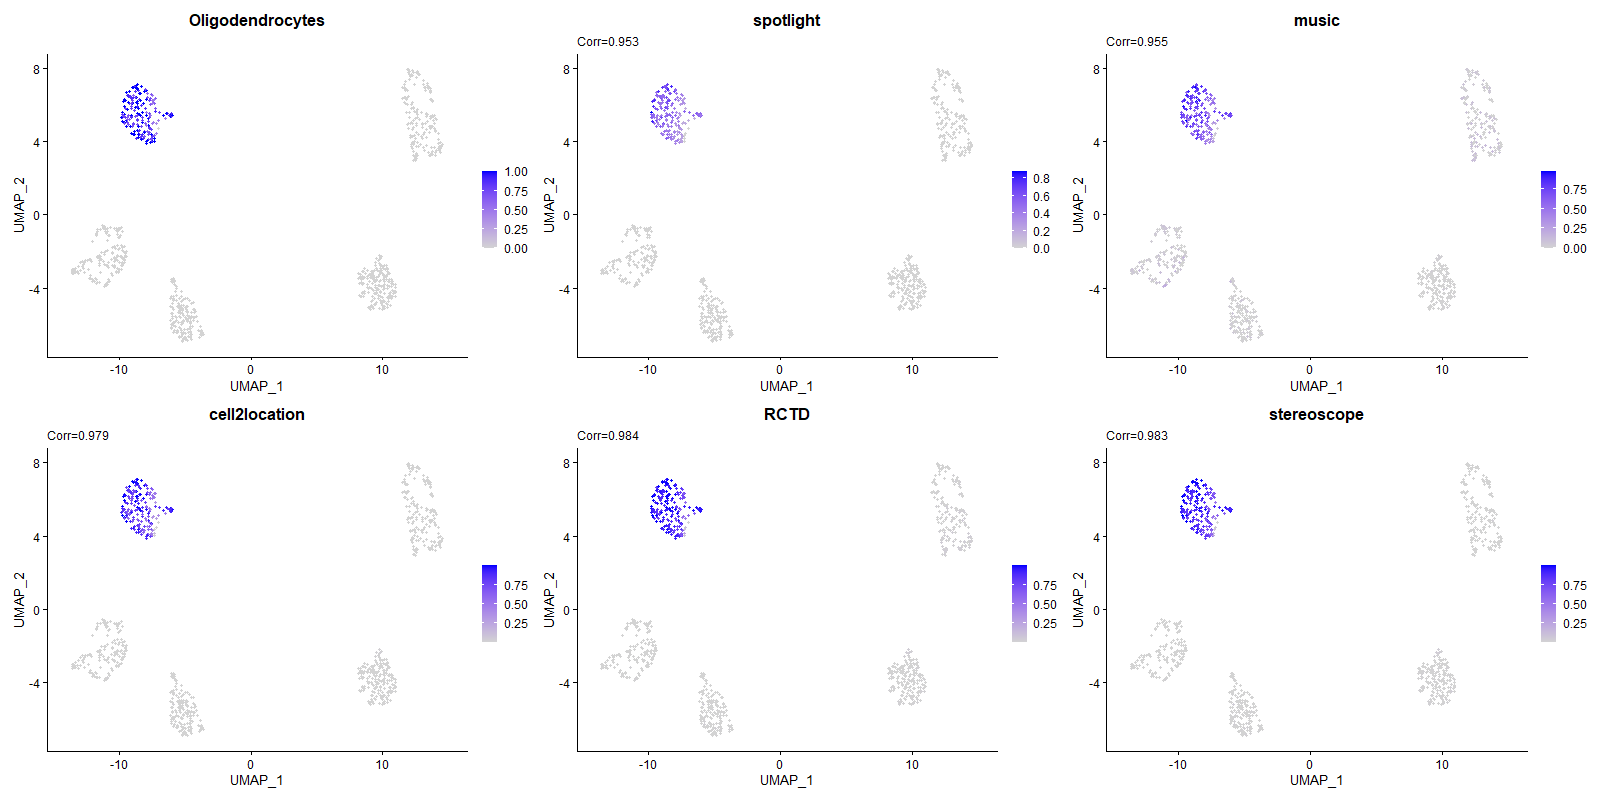 Oligodendrocytes
8
4
0
-4
UMAP_2
-10
0
10
UMAP_1
1.00
0.75
0.50
0.25
0.00
spotlight
Corr=0.953
8
4
0
-4
UMAP_2
-10
0
10
UMAP_1
0.8
0.6
0.4
0.2
0.0
music
Corr=0.955
8
4
0
-4
UMAP_2
-10
0
10
UMAP_1
0.75
0.50
0.25
0.00
cell2location
Corr=0.979
8
4
0
-4
UMAP_2
-10
0
10
UMAP_1
0.75
0.50
0.25
RCTD
Corr=0.984
8
4
0
-4
UMAP_2
-10
0
10
UMAP_1
0.75
0.50
0.25
stereoscope
Corr=0.983
8
4
0
-4
UMAP_2
-10
0
10
UMAP_1
0.75
0.50
0.25